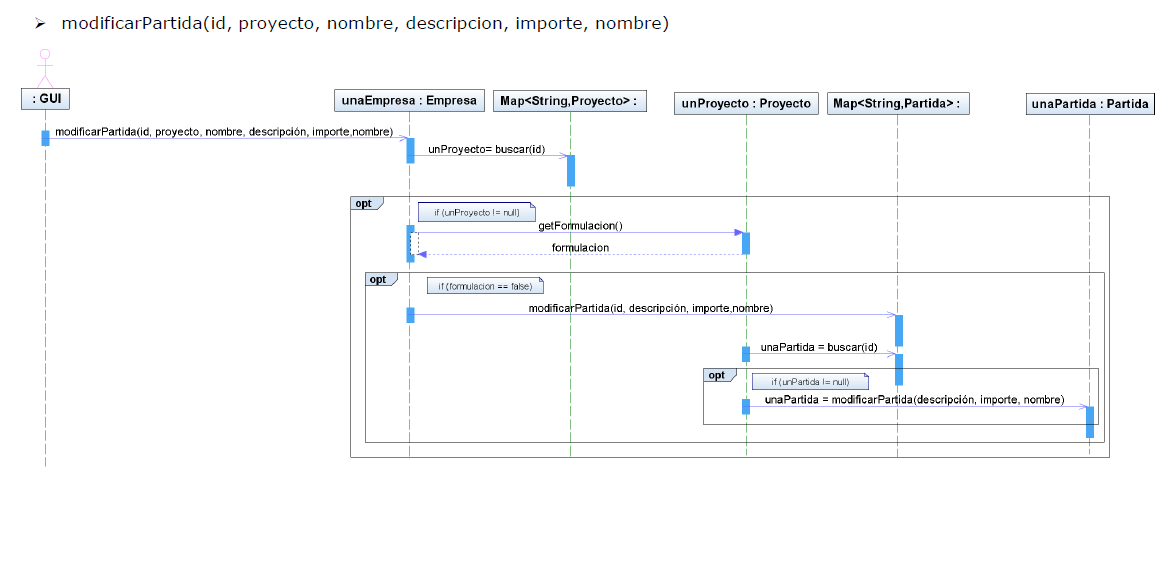 ➢ modificarPartida(id, proyecto, nombre, descripcion, importe, nombre)
: GUI
unaEmpresa : Empresa
Map<String,Proyecto> :
unProyecto : Proyecto
Map<String,Partida> :
unaPartida : Partida
modificarPartida(id, proyecto, nombre, descripción, importe,nombre)
unProyecto= buscar(id)
opt
if (unProyecto != null)
getFormulacion()
formulacion
opt
if (formulacion == false)
modificarPartida(id, descripción, importe,nombre)
unaPartida = buscar(id)
opt
if (unPartida != null)
unaPartida = modificarPartida(descripción, importe, nombre)